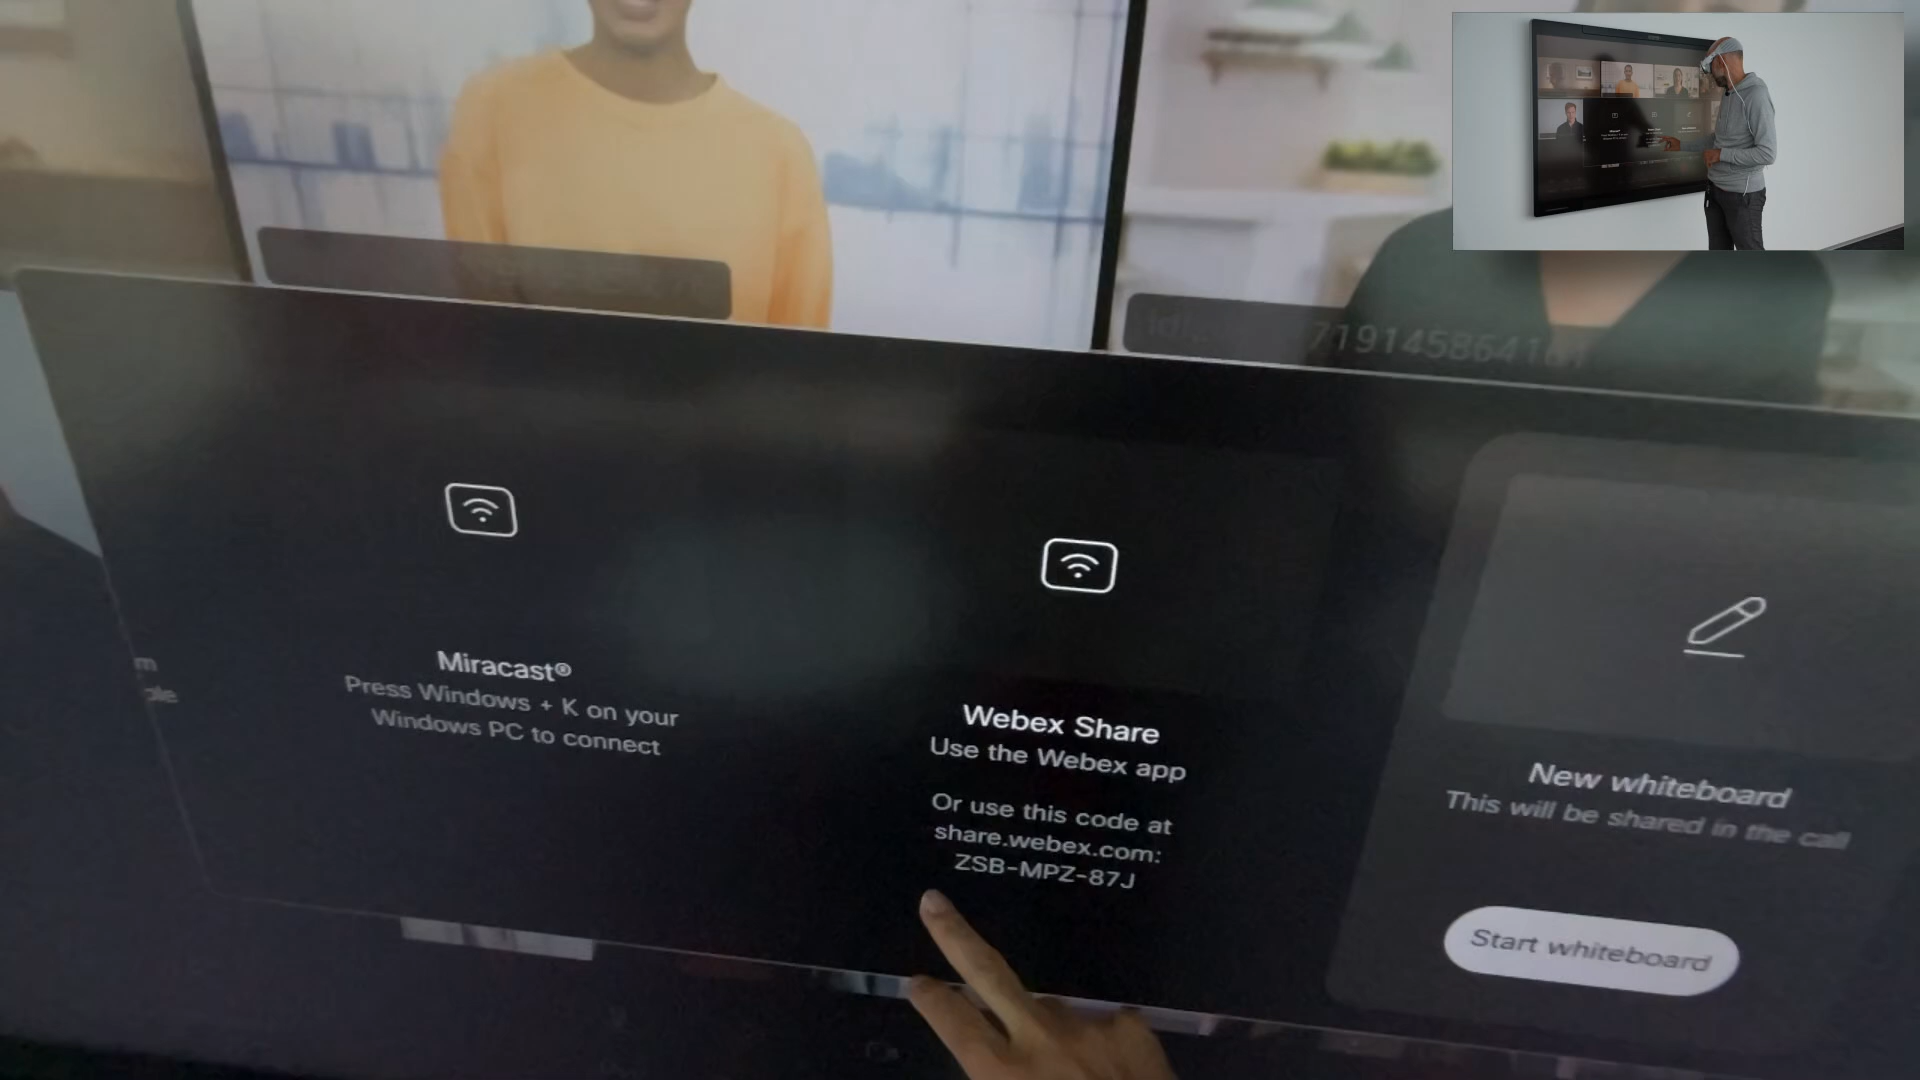 Miracast®
Press Windows + K on your
Windows PC to connect
Webex Share
Use the Webex app
Or use this code at
share.webex.com:
ZSB-MPZ-87J
New whiteboard
This will be shared in the call
Start whiteboard